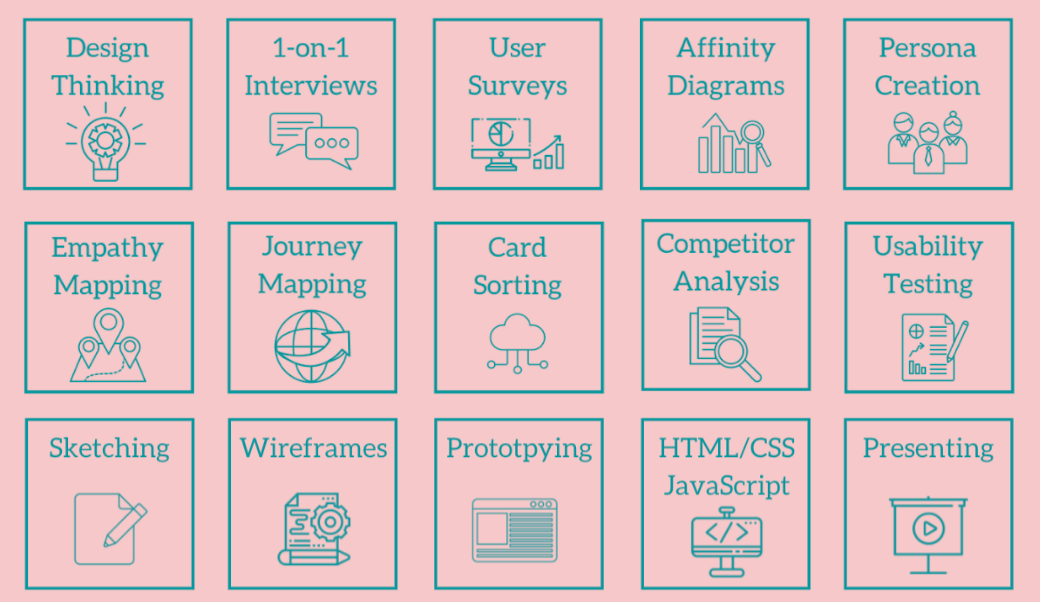 Design
Thinking
1-on-1
Interviews
User
Surveys
Affinity
Diagrams
Persona
Creation
Empathy
Mapping
Journey
Mapping
Card
Sorting
Competitor
Analysis
Usability
Testing
Sketching
Wireframes
Prototpying
HTML/CSS
JavaScript
Presenting